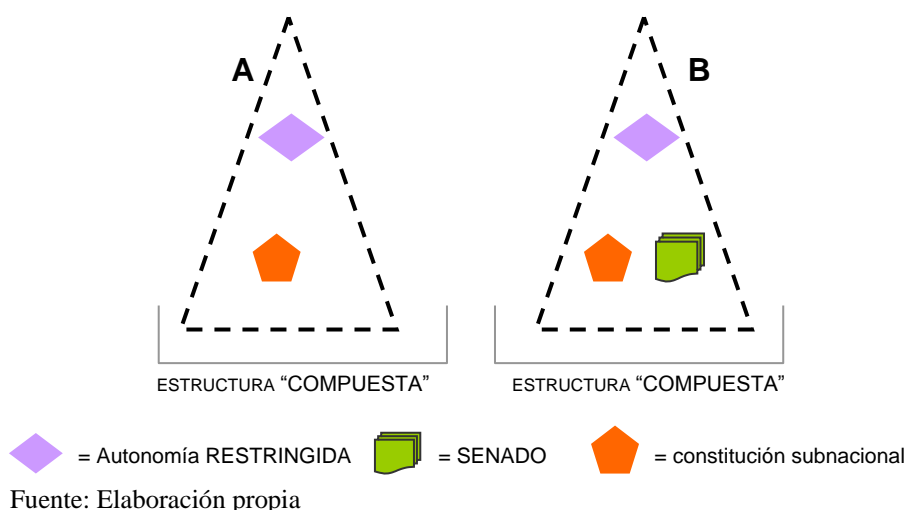 A
B
ESTRUCTURA “COMPUESTA”
ESTRUCTURA “COMPUESTA”
= Autonomía RESTRINGIDA
= SENADO
= constitución subnacional
Fuente: Elaboración propia